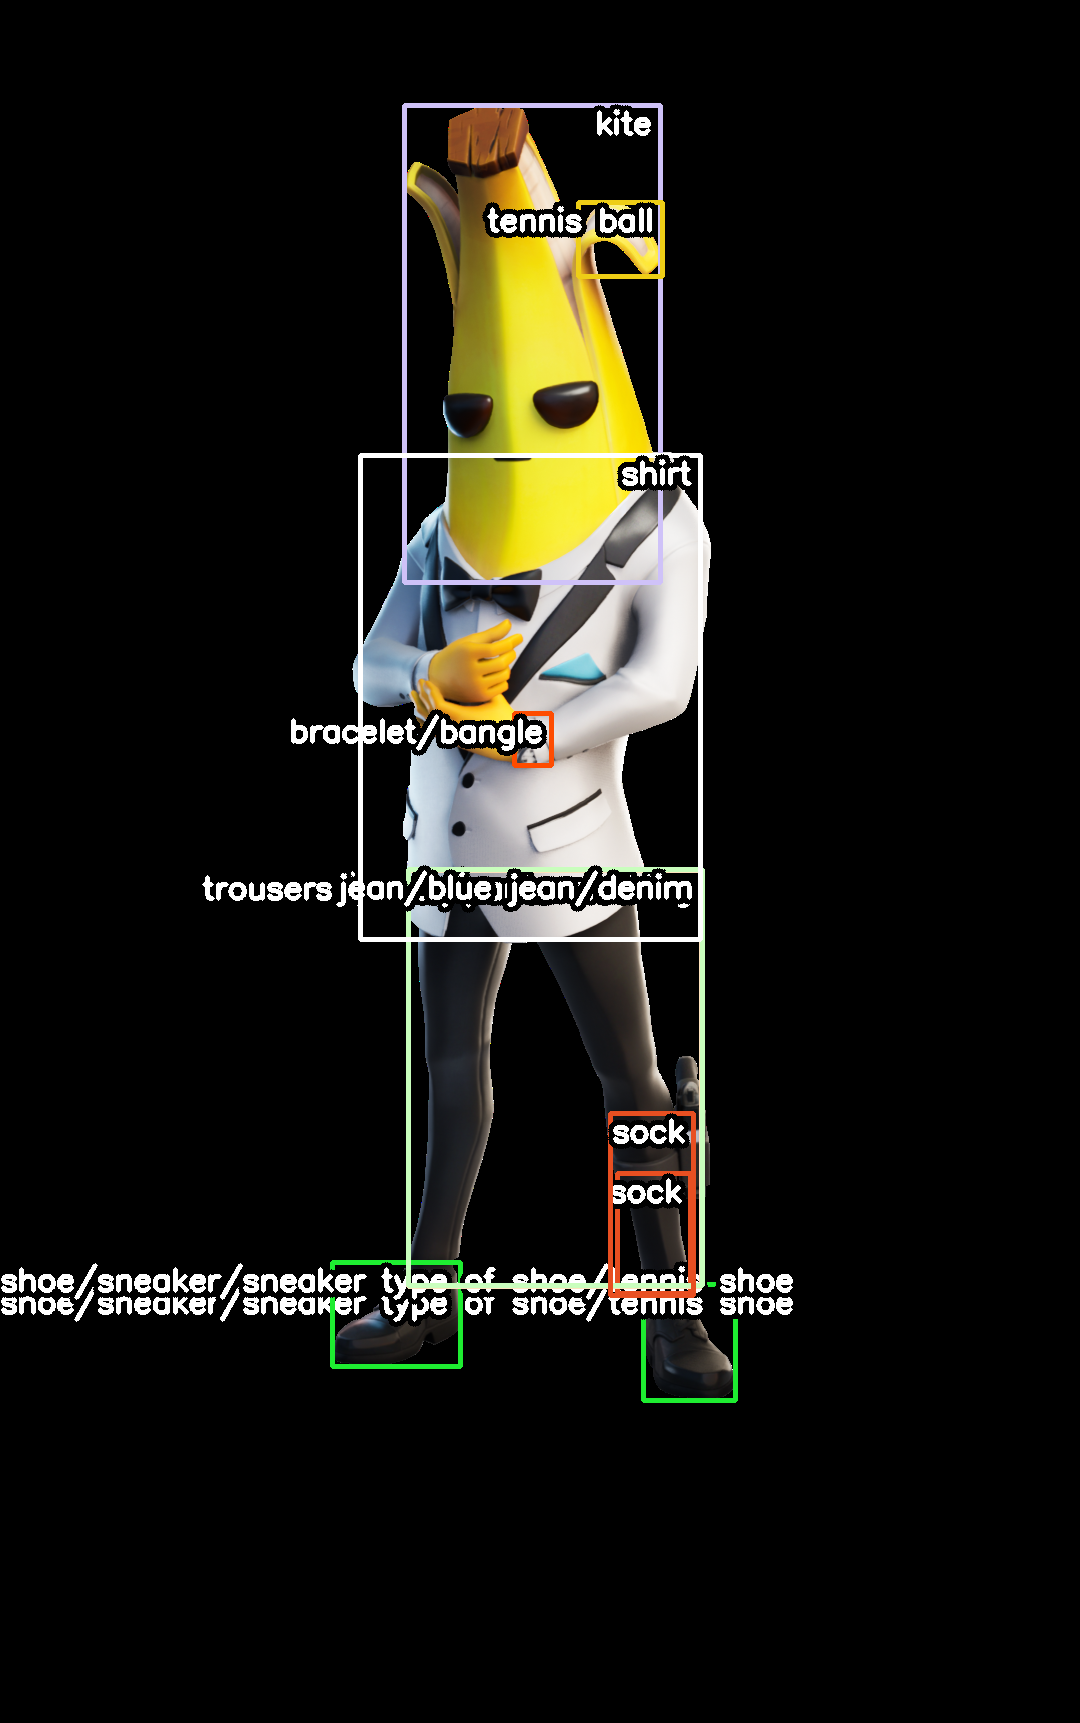 kite
tennis ball
shirt
bracelet/bangle
trousers jean/blue jean/denim
sock
sock
shoe/sneaker/sneaker type of shoe/tennis shoe
shoe/sneaker/sneaker type of shoe/tennis shoe